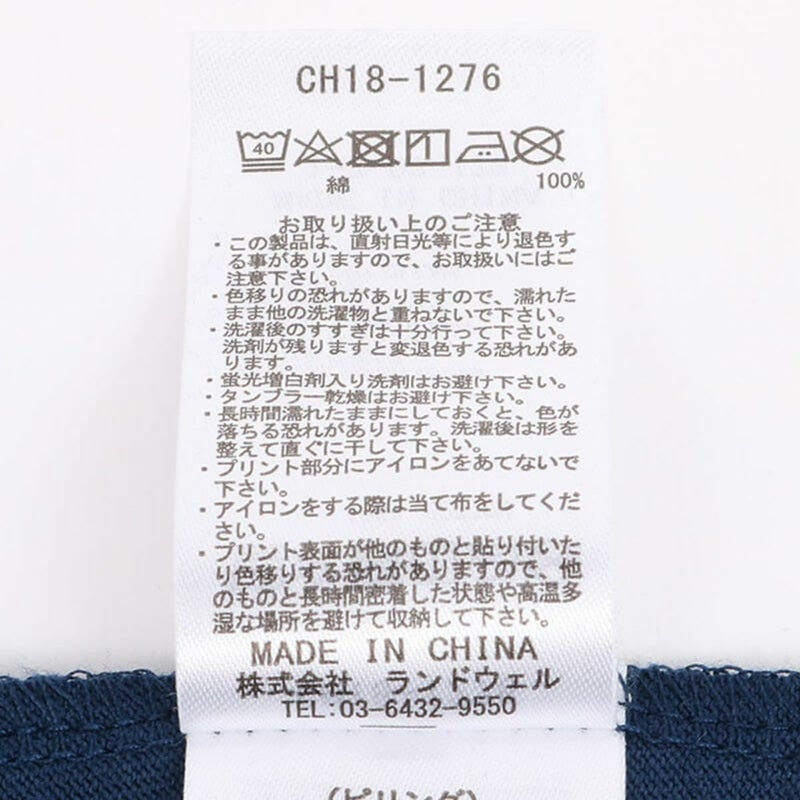 CH18-1276
40
綿 100%
お取り扱い上のご注意
・この製品は、直射日光等により退色す
る事がありますので、お取扱いにはご
注意下さい。
・色移りの恐れがありますので、濡れた
まま他の洗濯物と重ねないで下さい。
・洗濯後のすすぎは十分行って下さい。
洗剤が残りますと変退色する恐れがあ
ります。
・蛍光増白剤入り洗剤はお避け下さい。
・タンブラー乾燥はお避け下さい。
・長時間濡れたままにしておくと、色が
落ちる恐れがあります。洗濯後は形を
整えて直ぐに干して下さい。
・プリント部分にアイロンをあてないで
下さい。
・アイロンをする際は当て布をしてくだ
さい。
・プリント表面が他のものと貼り付いた
り色移りする恐れがありますので、他
のものと長時間密着した状態や高温多
湿な場所を避けて収納して下さい。
MADE IN CHINA
株式会社 ランドウェル
TEL:03-6432-9550
(ピリング)